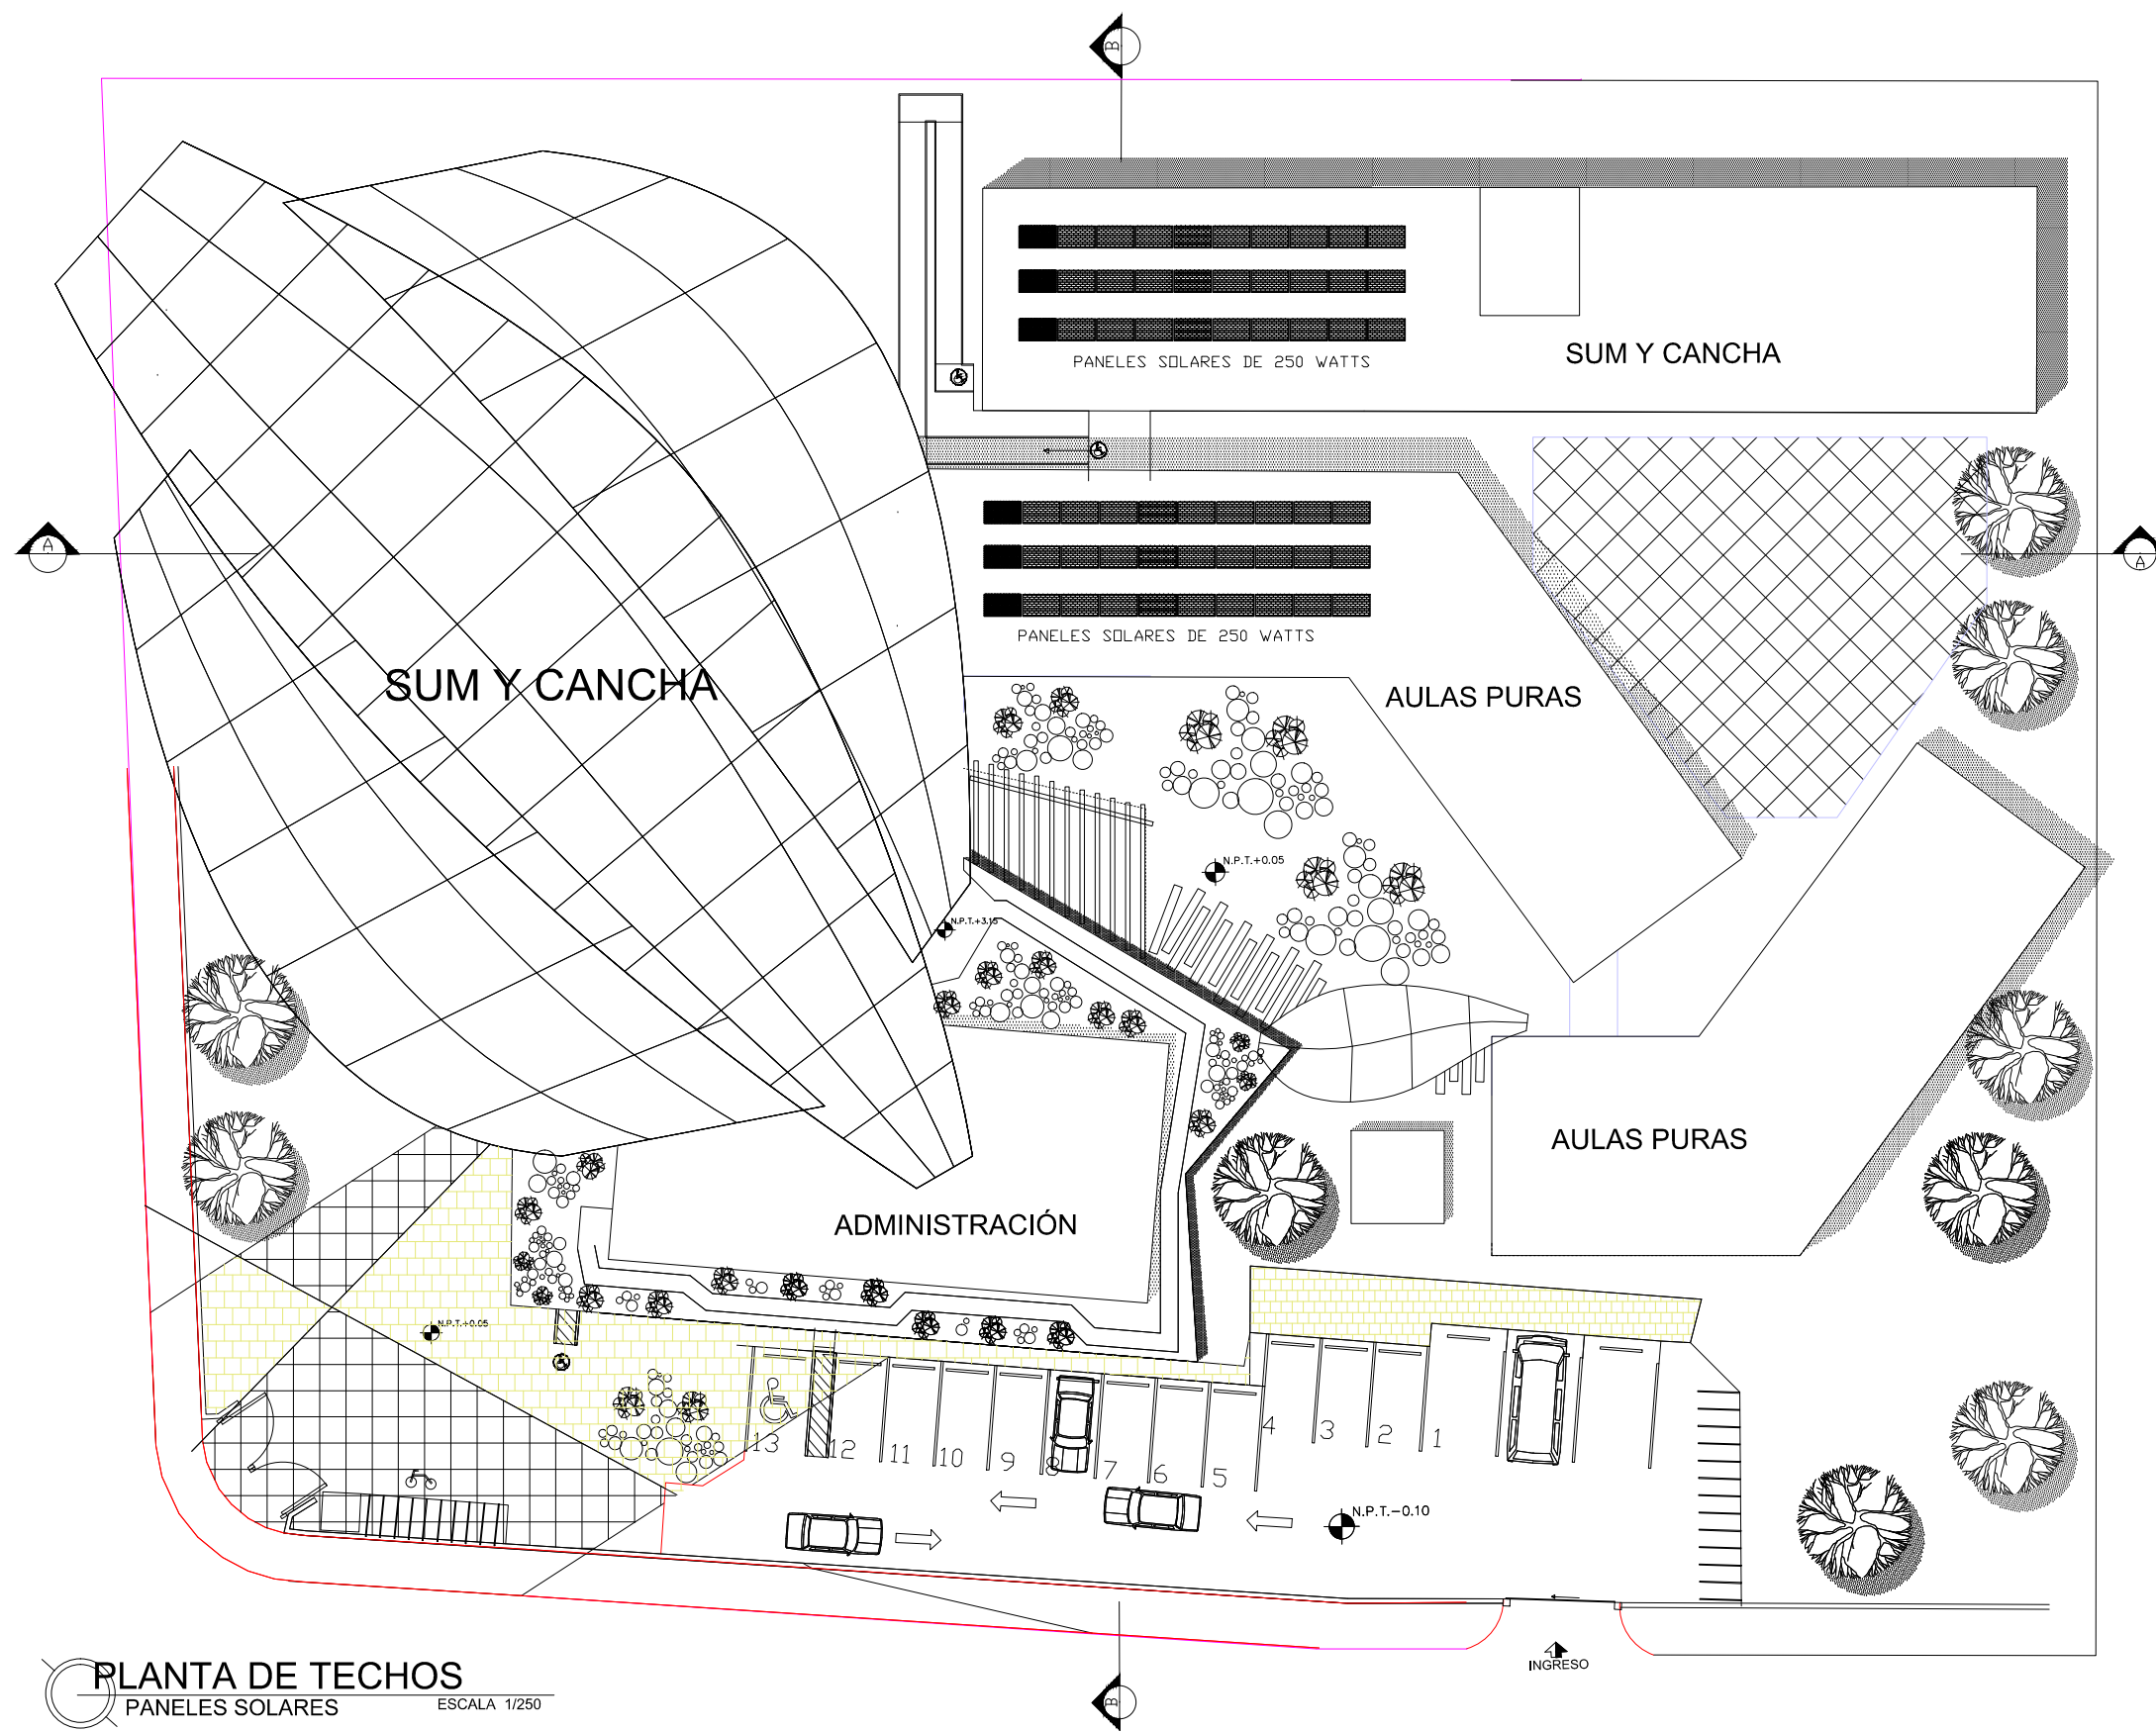 B
PANELES SOLARES DE 250 WATTS
SUM Y CANCHA
A
A
PANELES SOLARES DE 250 WATTS
SUM Y CANCHA
AULAS PURAS
N.P.T.+0.05
N.P.T.+3.15
AULAS PURAS
ADMINISTRACIÓN
N.P.T.+0.05
13
12
11
10
9
8
7
6
5
4
3
2
1
N.P.T.-0.10
INGRESO
B
PLANTA DE TECHOS
PANELES SOLARES
ESCALA 1/250